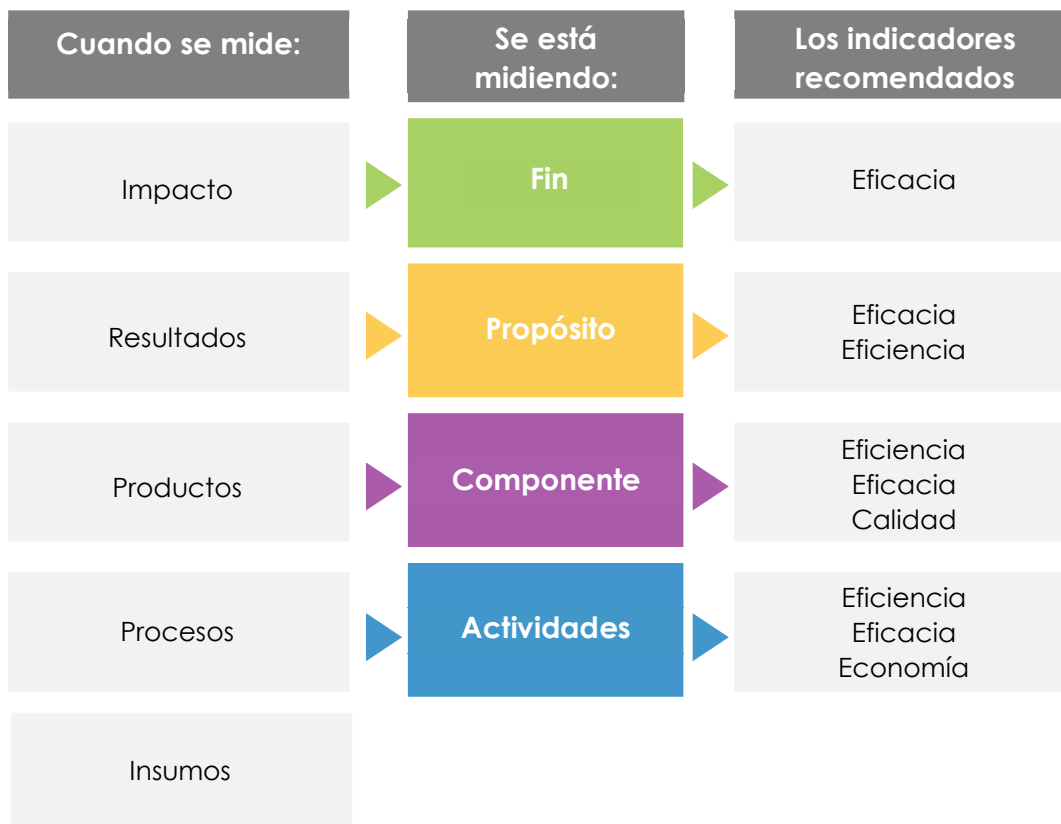 Cuando se mide:
Se está
midiendo:
Los indicadores
recomendados
Impacto
Fin
Eficacia
Resultados
Propósito
Eficacia
Eficiencia
Productos
Componente
Eficiencia
Eficacia
Calidad
Procesos
Actividades
Eficiencia
Eficacia
Economía
Insumos